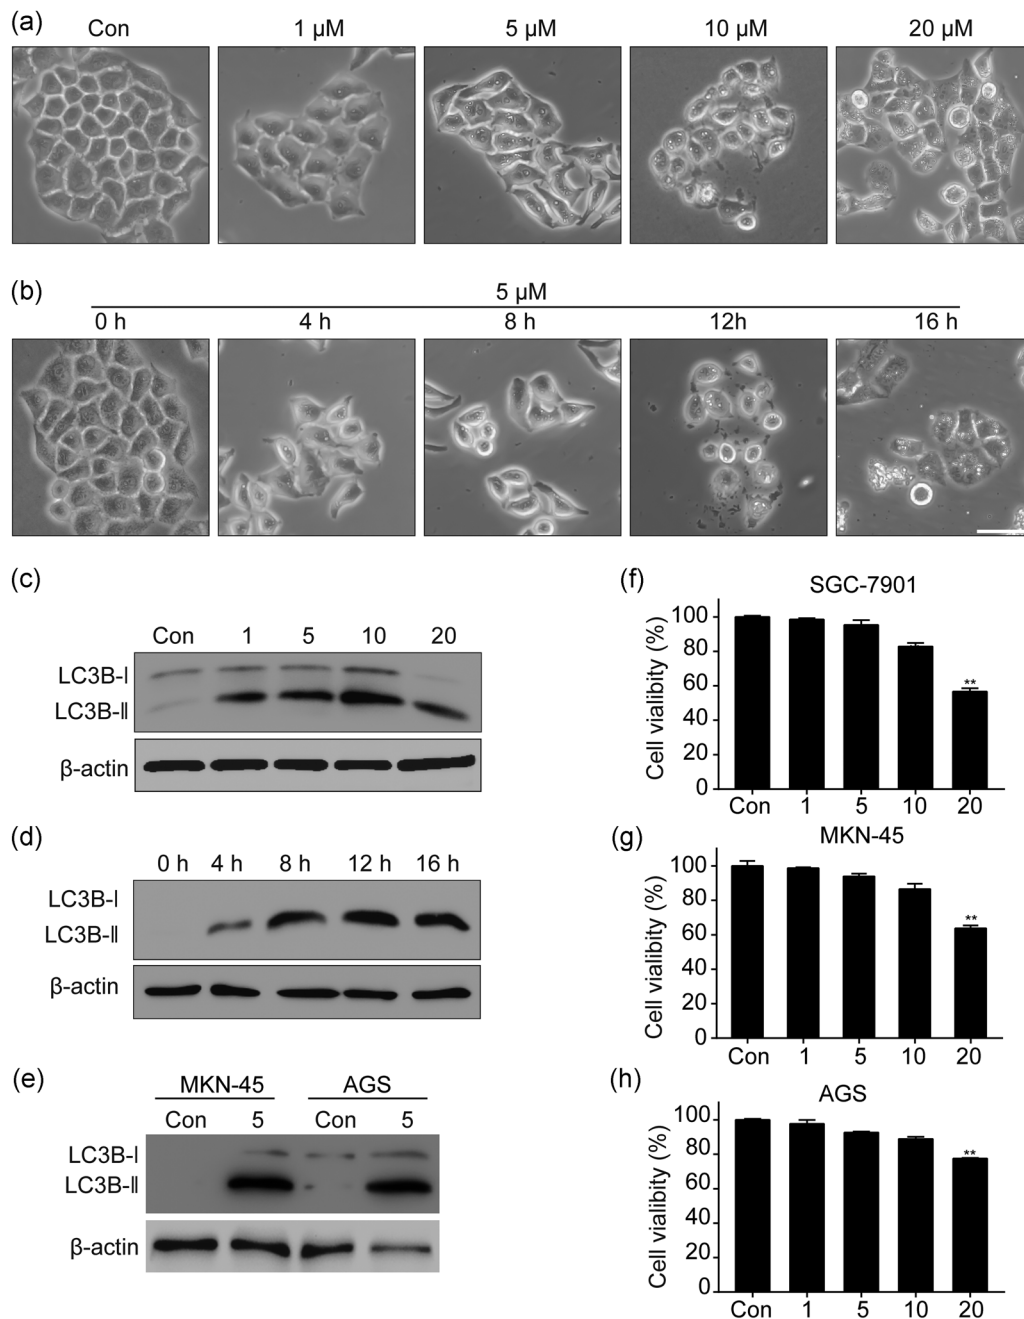 (a)
Con 1 µM 5 µM 10 µM 20 µM
(b)
5 µM
0 h 4 h 8 h 12h 16 h
(c)
Con 1 5 10 20
LC3B-Ⅰ
LC3B-Ⅱ
β-actin
(d)
0 h 4 h 8 h 12 h 16 h
LC3B-Ⅰ
LC3B-Ⅱ
β-actin
(e)
MKN-45 AGS
Con 5 Con 5
LC3B-Ⅰ
LC3B-Ⅱ
β-actin
(f)
SGC-7901
Cell vialibity (%)
100
80
60
40
20
0
**
Con 1 5 10 20
(g)
MKN-45
Cell vialibity (%)
100
80
60
40
20
0
**
Con 1 5 10 20
(h)
AGS
Cell vialibity (%)
100
80
60
40
20
0
**
Con 1 5 10 20